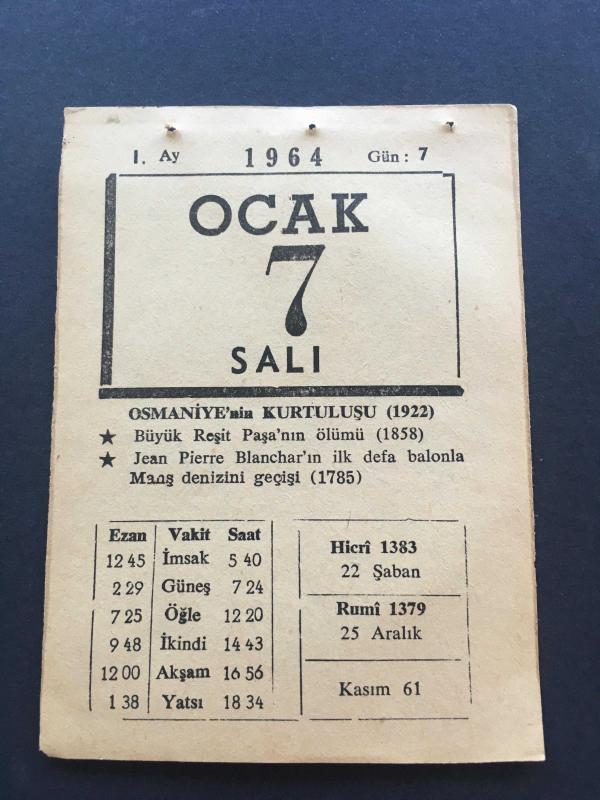 I. Ay 1964 Gün: 7
OCAK
7
SALI
OSMANİYE'nin KURTULUŞU (1922)
★ Büyük Reşit Paşa'nın ölümü (1858)
★ Jean Pierre Blanchar'ın ilk defa balonla
Manş denizini geçişi (1785)
Ezan Vakit Saat
12 45 İmsak 5 40
2 29 Güneş 7 24
7 25 Öğle 12 20
9 48 İkindi 14 43
12 00 Akşam 16 56
1 38 Yatsı 18 34
Hicrî 1383
22 Şaban
Rumî 1379
25 Aralık
Kasım 61